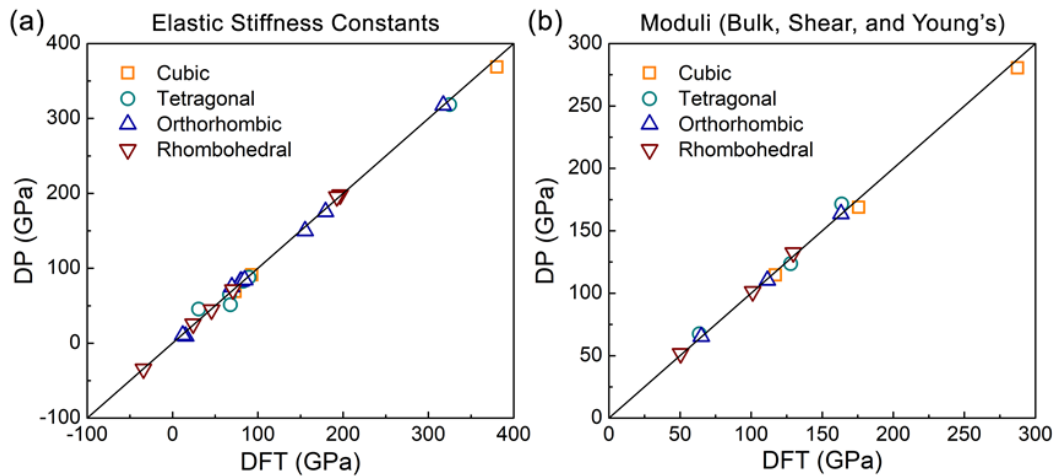 (a) Elastic Stiffness Constants
400
300
200
100
0
-100
DP (GPa)
Cubic
Tetragonal
Orthorhombic
Rhombohedral
-100 0 100 200 300 400
DFT (GPa)
(b) Moduli (Bulk, Shear, and Young's)
300
250
200
150
100
50
0
DP (GPa)
Cubic
Tetragonal
Orthorhombic
Rhombohedral
0 50 100 150 200 250 300
DFT (GPa)